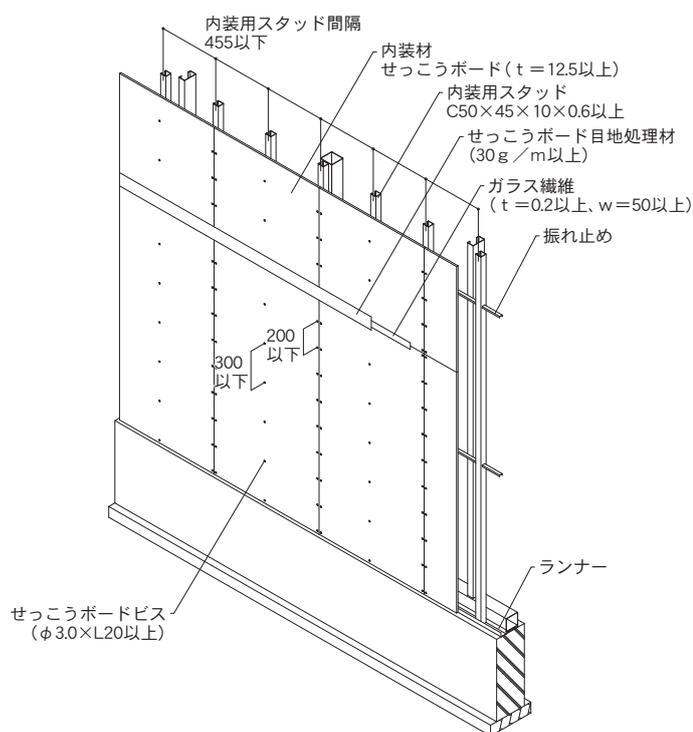 内装用スタッド間隔
455以下
内装材
せっこうボード(t＝12.5以上)
内装用スタッド
C50×45×10×0.6以上
せっこうボード目地処理材
(30g／m以上)
ガラス繊維
(t＝0.2以上、w＝50以上)
振れ止め
200
以下
300
以下
ランナー
せっこうボードビス
(φ3.0×L20以上)